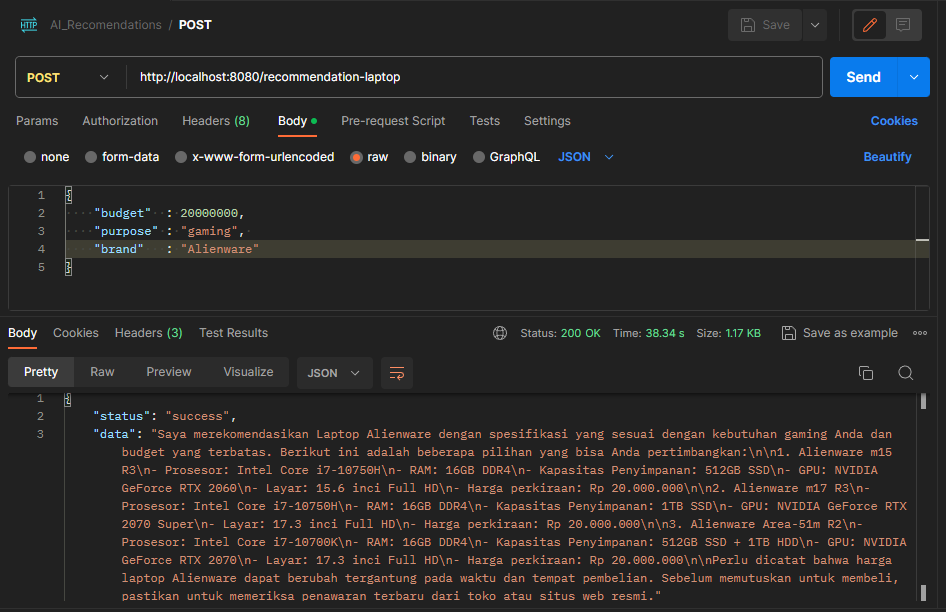 HTTP AI_Recomendations / POST Save
POST http://localhost:8080/recommendation-laptop Send
Params Authorization Headers (8) Body Pre-request Script Tests Settings Cookies
none form-data x-www-form-urlencoded raw binary GraphQL JSON Beautify
1 {
2 "budget" : 20000000,
3 "purpose" : "gaming",
4 "brand" : "Alienware"
5 }
Body Cookies Headers (3) Test Results Status: 200 OK Time: 38.34 s Size: 1.17 KB Save as example
Pretty Raw Preview Visualize JSON
1 {
2 "status": "success",
3 "data": "Saya merekomendasikan Laptop Alienware dengan spesifikasi yang sesuai dengan kebutuhan gaming Anda dan
budget yang terbatas. Berikut ini adalah beberapa pilihan yang bisa Anda pertimbangkan:\n\n1. Alienware m15
R3\n- Prosesor: Intel Core i7-10750H\n- RAM: 16GB DDR4\n- Kapasitas Penyimpanan: 512GB SSD\n- GPU: NVIDIA
GeForce RTX 2060\n- Layar: 15.6 inci Full HD\n- Harga perkiraan: Rp 20.000.000\n\n2. Alienware m17 R3\n-
Prosesor: Intel Core i7-10750H\n- RAM: 16GB DDR4\n- Kapasitas Penyimpanan: 1TB SSD\n- GPU: NVIDIA GeForce RTX
2070 Super\n- Layar: 17.3 inci Full HD\n- Harga perkiraan: Rp 20.000.000\n\n3. Alienware Area-51m R2\n-
Prosesor: Intel Core i7-10700K\n- RAM: 16GB DDR4\n- Kapasitas Penyimpanan: 512GB SSD + 1TB HDD\n- GPU: NVIDIA
GeForce RTX 2070\n- Layar: 17.3 inci Full HD\n- Harga perkiraan: Rp 20.000.000\n\nPerlu dicatat bahwa harga
laptop Alienware dapat berubah tergantung pada waktu dan tempat pembelian. Sebelum memutuskan untuk membeli,
pastikan untuk memeriksa penawaran terbaru dari toko atau situs web resmi."